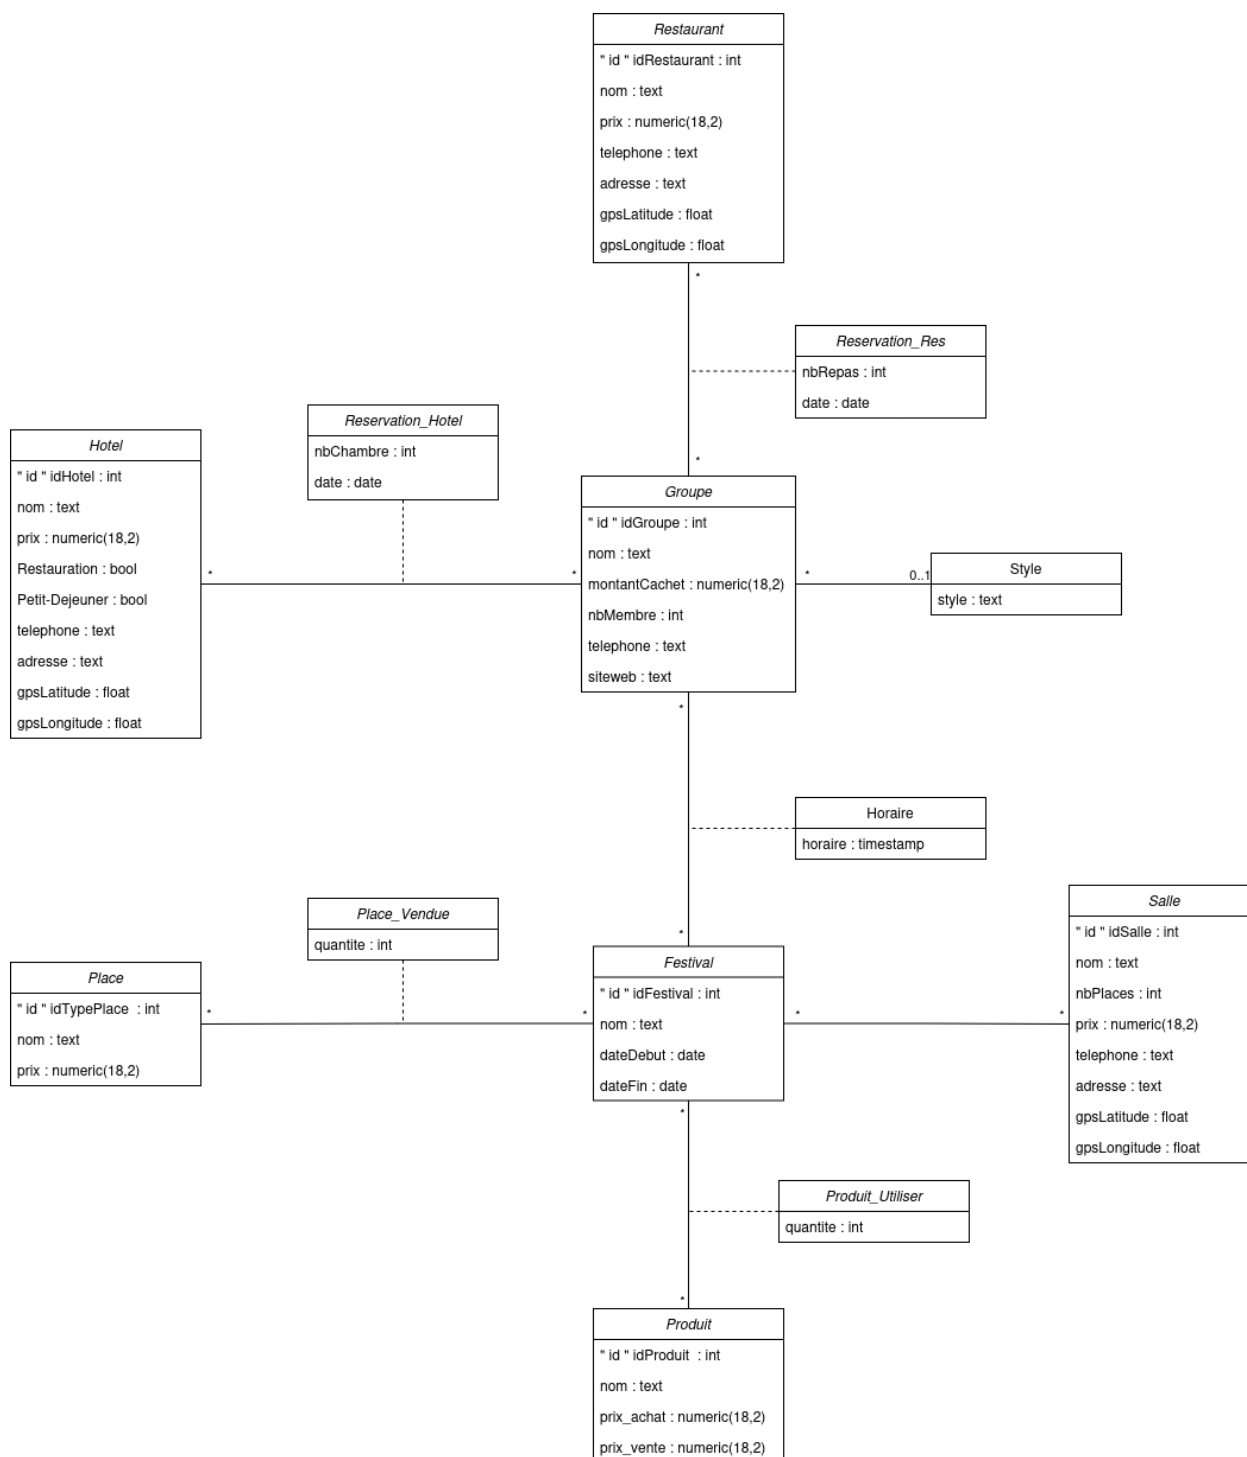 Restaurant
" id " idRestaurant : int
nom : text
prix : numeric(18,2)
telephone : text
adresse : text
gpsLatitude : float
gpsLongitude : float
*
Reservation_Res
nbRepas : int
date : date
*
Reservation_Hotel
nbChambre : int
date : date
Hotel
" id " idHotel : int
nom : text
prix : numeric(18,2)
Restauration : bool
Petit-Dejeuner : bool
telephone : text
adresse : text
gpsLatitude : float
gpsLongitude : float
*
*
Groupe
" id " idGroupe : int
nom : text
montantCachet : numeric(18,2)
nbMembre : int
telephone : text
siteweb : text
*
0..1
Style
style : text
*
Horaire
horaire : timestamp
*
Place_Vendue
quantite : int
Place
" id " idTypePlace : int
nom : text
prix : numeric(18,2)
*
*
Festival
" id " idFestival : int
nom : text
dateDebut : date
dateFin : date
*
*
Salle
" id " idSalle : int
nom : text
nbPlaces : int
prix : numeric(18,2)
telephone : text
adresse : text
gpsLatitude : float
gpsLongitude : float
*
Produit_Utiliser
quantite : int
*
Produit
" id " idProduit : int
nom : text
prix_achat : numeric(18,2)
prix_vente : numeric(18,2)